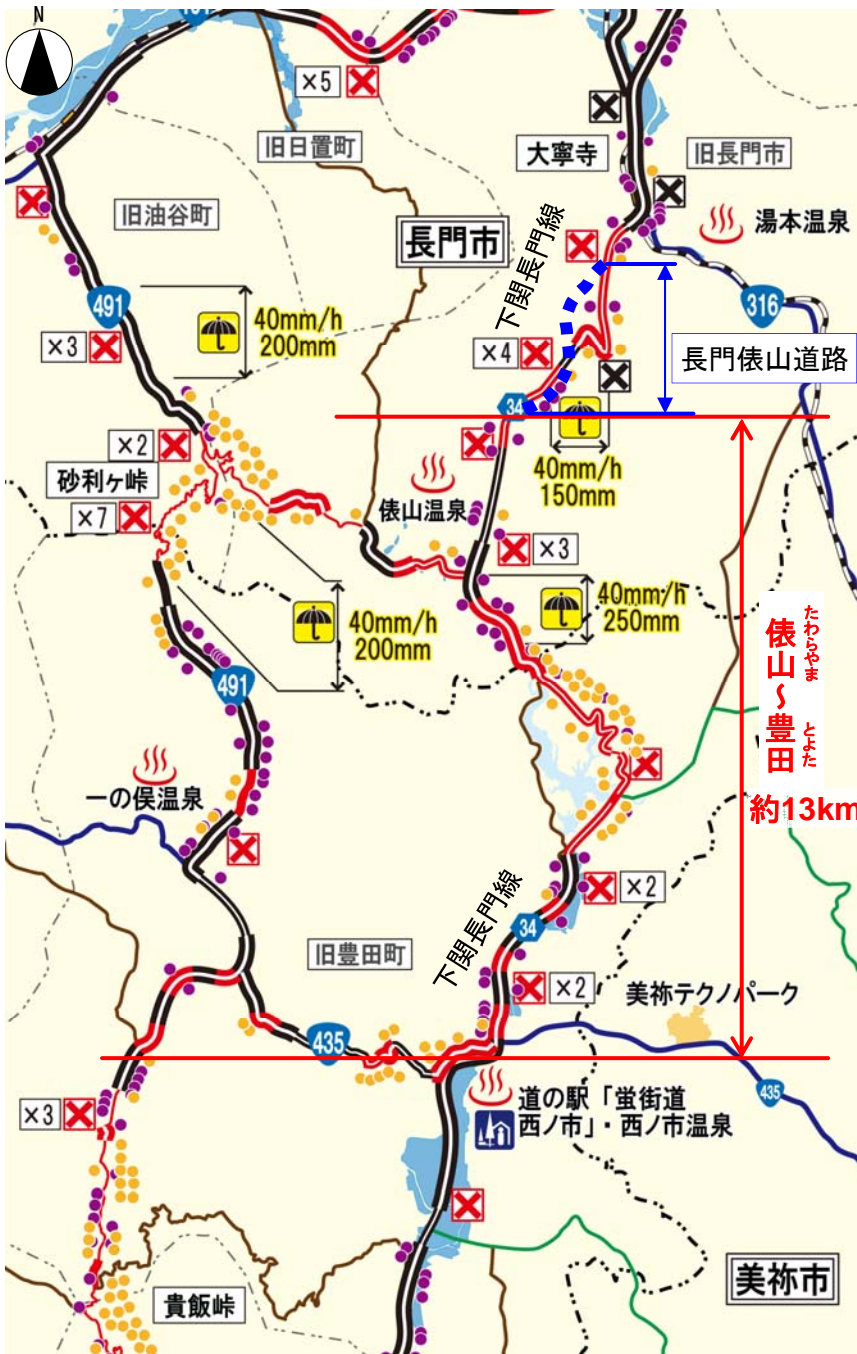 N
×5
旧日置町
大寧寺
旧長門市
旧油谷町
長門市
下関長門線
湯本温泉
491
40mm/h
200mm
316
×3
×4
長門俵山道路
34
×2
砂利ヶ峠
×7
俵山温泉
40mm/h
150mm
×3
40mm/h
200mm
40mm/h
250mm
たわらやま
とよた
俵山～豊田
約13km
491
一の俣温泉
×2
下関長門線
34
旧豊田町
×2
美祢テクノパーク
435
435
道の駅「蛍街道
西ノ市」・西ノ市温泉
×3
貴飯峠
美祢市